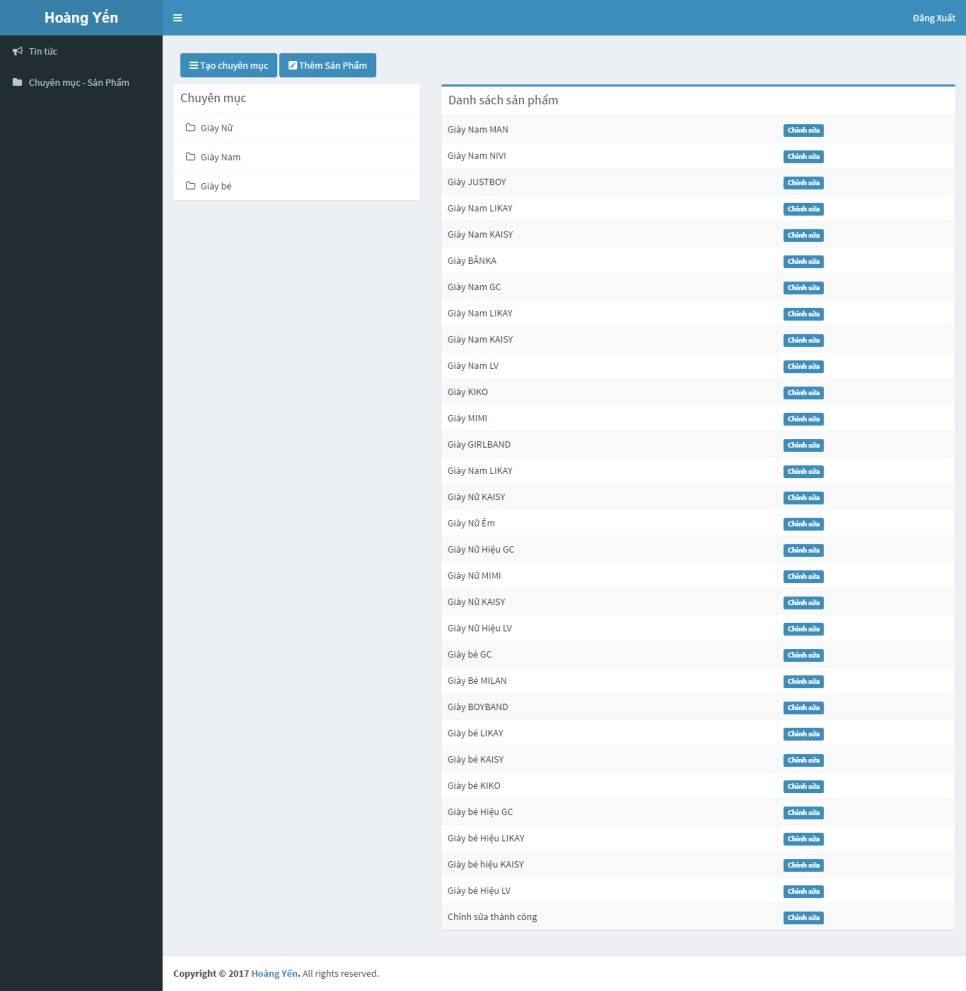 Hoàng Yến
Đăng Xuất
Tin tức
Chuyên mục - Sản Phẩm
Tạo chuyên mục
Thêm Sản Phẩm
Chuyên mục
Giày Nữ
Giày Nam
Giày bé
Danh sách sản phẩm
Giày Nam MAN Chỉnh sửa
Giày Nam NIVI Chỉnh sửa
Giày JUSTBOY Chỉnh sửa
Giày Nam LIKAY Chỉnh sửa
Giày Nam KAISY Chỉnh sửa
Giày BÂNKA Chỉnh sửa
Giày Nam GC Chỉnh sửa
Giày Nam LIKAY Chỉnh sửa
Giày Nam KAISY Chỉnh sửa
Giày Nam LV Chỉnh sửa
Giày KIKO Chỉnh sửa
Giày MIMI Chỉnh sửa
Giày GIRLBAND Chỉnh sửa
Giày Nam LIKAY Chỉnh sửa
Giày Nữ KAISY Chỉnh sửa
Giày Nữ Êm Chỉnh sửa
Giày Nữ Hiệu GC Chỉnh sửa
Giày Nữ MIMI Chỉnh sửa
Giày Nữ KAISY Chỉnh sửa
Giày Nữ Hiệu LV Chỉnh sửa
Giày bé GC Chỉnh sửa
Giày Bé MILAN Chỉnh sửa
Giày BOYBAND Chỉnh sửa
Giày bé LIKAY Chỉnh sửa
Giày bé KAISY Chỉnh sửa
Giày bé KIKO Chỉnh sửa
Giày bé Hiệu GC Chỉnh sửa
Giày bé Hiệu LIKAY Chỉnh sửa
Giày bé hiệu KAISY Chỉnh sửa
Giày bé Hiệu LV Chỉnh sửa
Chỉnh sửa thành công Chỉnh sửa
Copyright © 2017 Hoàng Yến. All rights reserved.